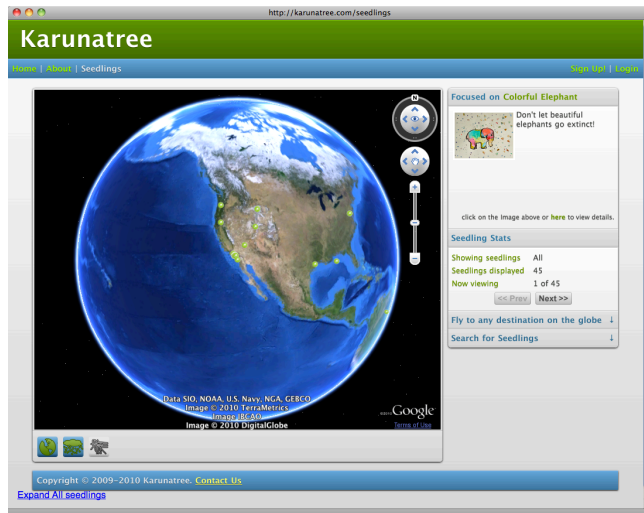 http://karunatree.com/seedlings
Karunatree
Home | About | Seedlings
Sign Up! | Login
N
Focused on Colorful Elephant
Don't let beautiful
elephants go extinct!
click on the Image above or here to view details.
Seedling Stats
Showing seedlings All
Seedlings displayed 45
Now viewing 1 of 45
<< Prev Next >>
Fly to any destination on the globe ↓
Search for Seedlings ↓
Data SIO, NOAA, U.S. Navy, NGA, GEBCO
Image © 2010 TerraMetrics
Image IBCAO
Image © 2010 DigitalGlobe
Google
Terms of Use
Copyright © 2009-2010 Karunatree. Contact Us
Expand All seedlings